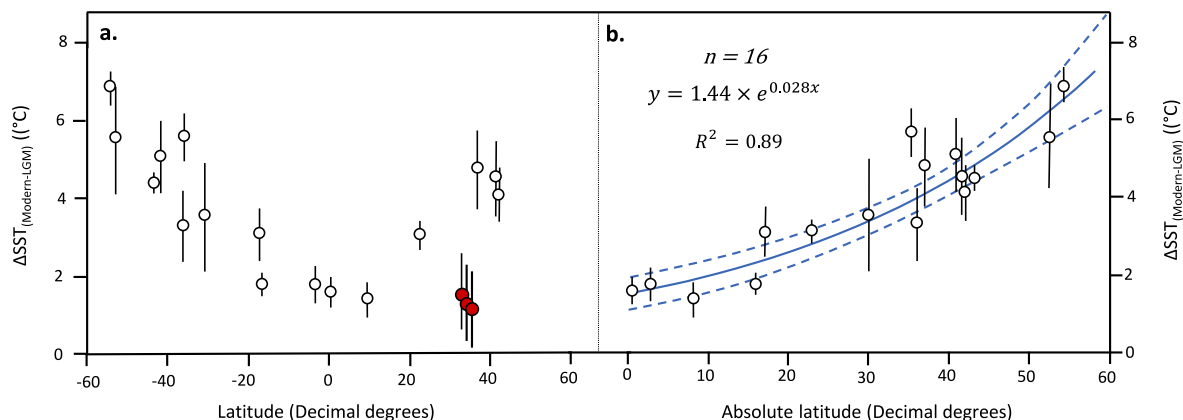 a.
8
6
4
2
0
ΔSST(Modern-LGM) ((°C)
-60
-40
-20
0
20
40
60
Latitude (Decimal degrees)
b.
n = 16
y = 1.44 × e^0.028x
R² = 0.89
8
6
4
2
0
ΔSST(Modern-LGM) ((°C)
0
10
20
30
40
50
60
Absolute latitude (Decimal degrees)